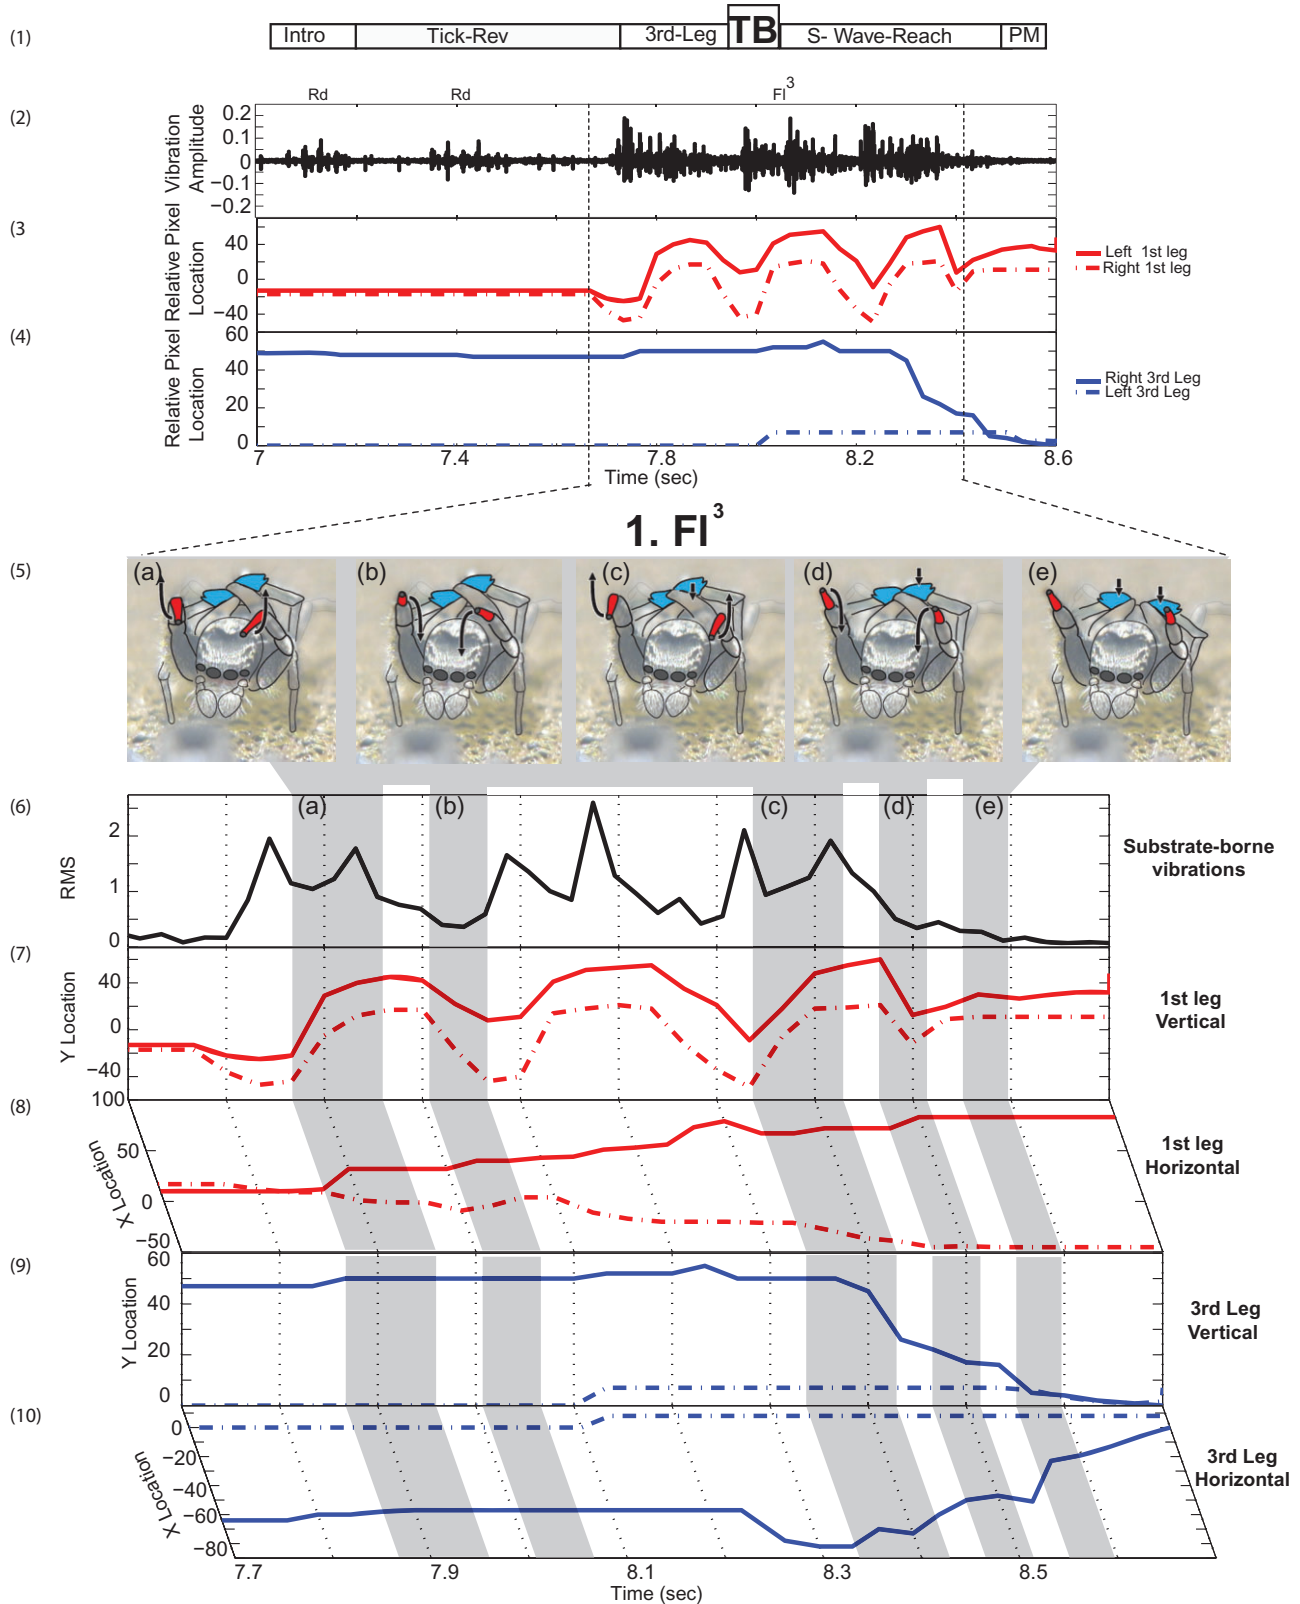 (1)
Intro Tick-Rev 3rd-Leg TB S- Wave-Reach PM
Rd Rd Fl3
(2)
Vibration
Amplitude
0.2
0.1
0
−0.1
−0.2
(3)
Relative Pixel
Location
40
0
−40
Left 1st leg
Right 1st leg
(4)
Relative Pixel
Location
60
40
20
0
Right 3rd Leg
Left 3rd Leg
7 7.4 7.8 8.2 8.6
Time (sec)
1. Fl3
(5)
(a) (b) (c) (d) (e)
(6)
(a) (b) (c) (d) (e)
RMS
2
1
0
Substrate-borne
vibrations
(7)
Y Location
40
0
−40
1st leg
Vertical
(8)
100
50
0
−50
X Location
1st leg
Horizontal
(9)
60
40
20
0
Y Location
3rd Leg
Vertical
(10)
0
−20
−40
−60
−80
X Location
3rd Leg
Horizontal
7.7 7.9 8.1 8.3 8.5
Time (sec)